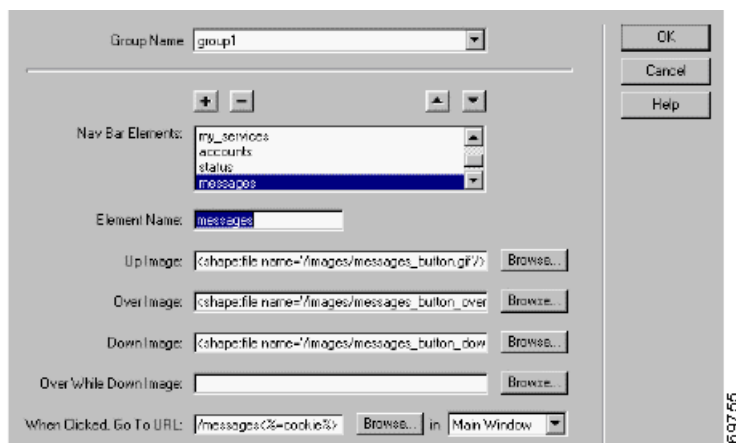 Group Name group1
OK
Cancel
Help
+ −
Nav Bar Elements:
my_services
accounts
status
messages
Element Name: messages
Up Image: <shape:file name='/images/messages_button.gif'/> Browse...
Over Image: <shape:file name='/images/messages_button_over Browse...
Down Image: <shape:file name='/images/messages_button_dow Browse...
Over While Down Image: Browse...
When Clicked, Go To URL: /messages<%=cookie%> Browse... in Main Window
59755